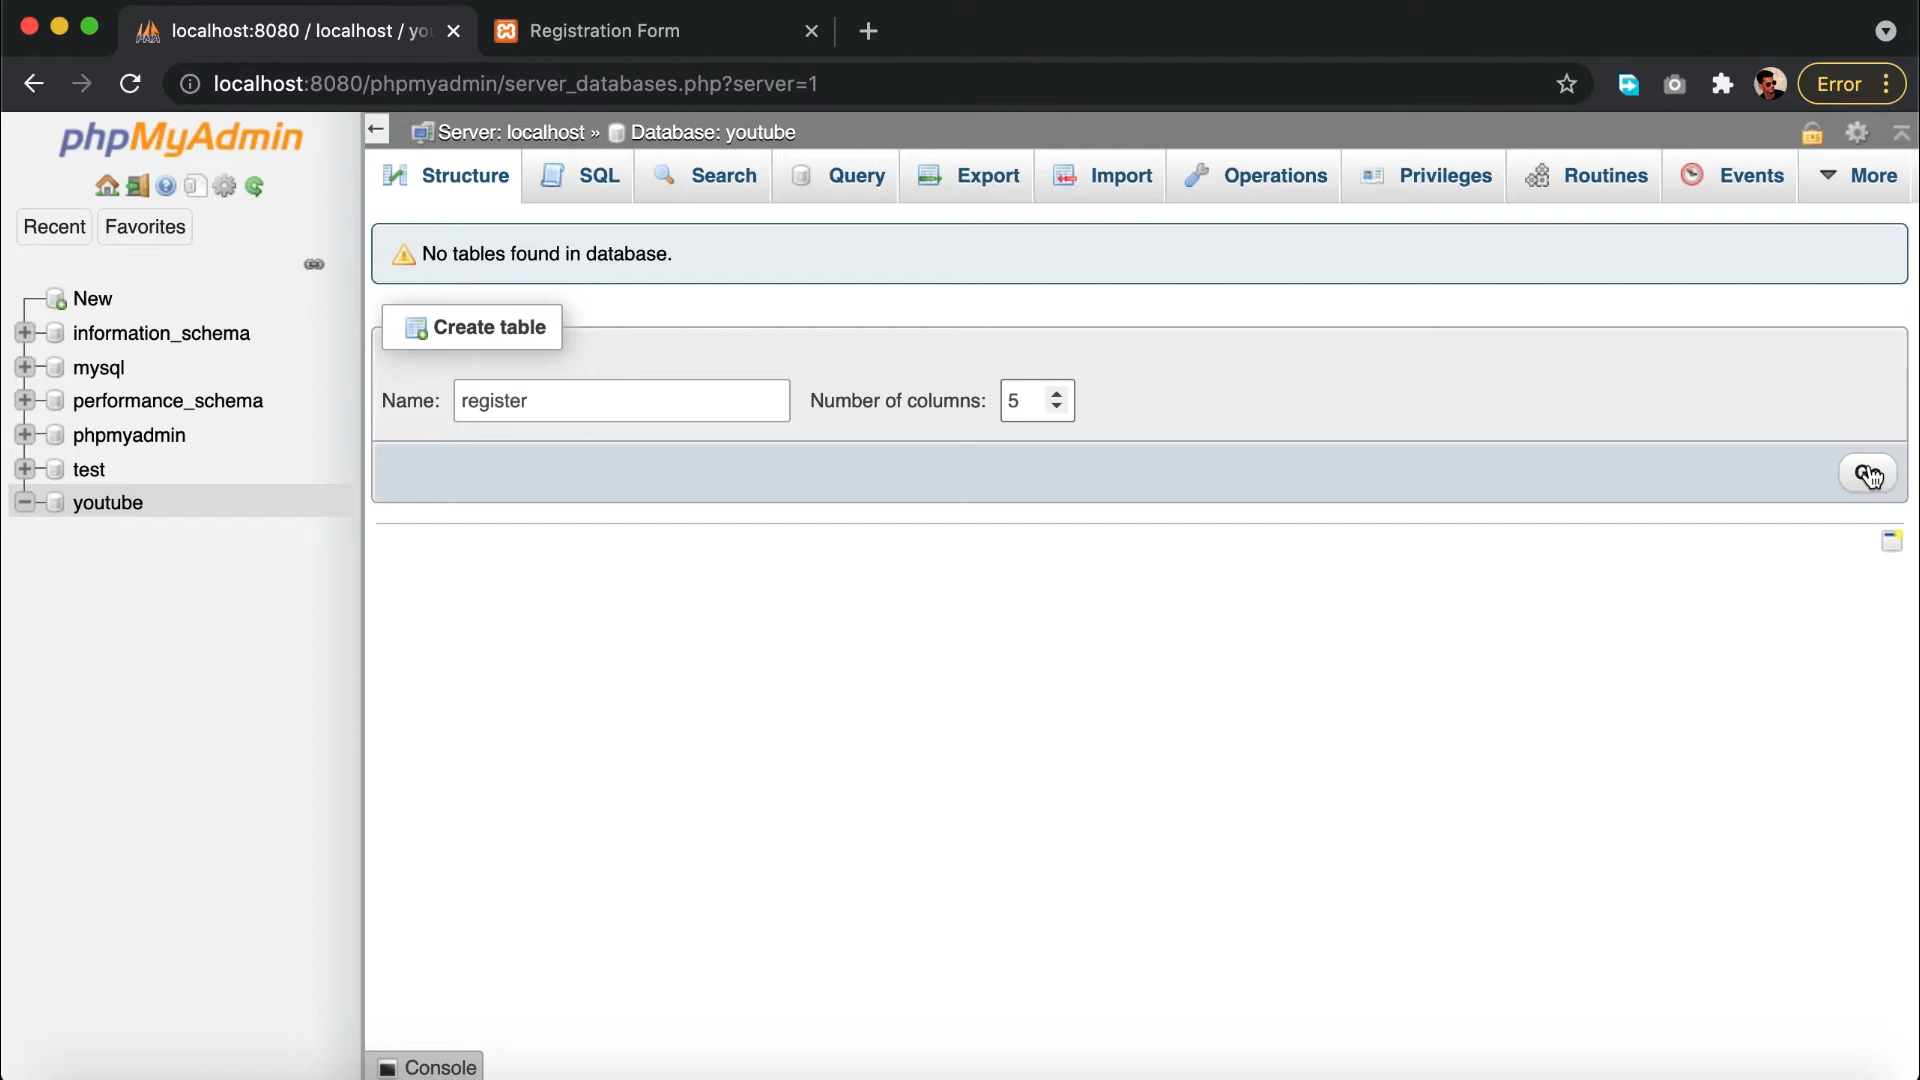 localhost:8080 / localhost / yo
Registration Form
localhost:8080/phpmyadmin/server_databases.php?server=1
Error
phpMyAdmin
Server: localhost » Database: youtube
Structure
SQL
Search
Query
Export
Import
Operations
Privileges
Routines
Events
More
Recent
Favorites
New
information_schema
mysql
performance_schema
phpmyadmin
test
youtube
No tables found in database.
Create table
Name: register
Number of columns: 5
Console